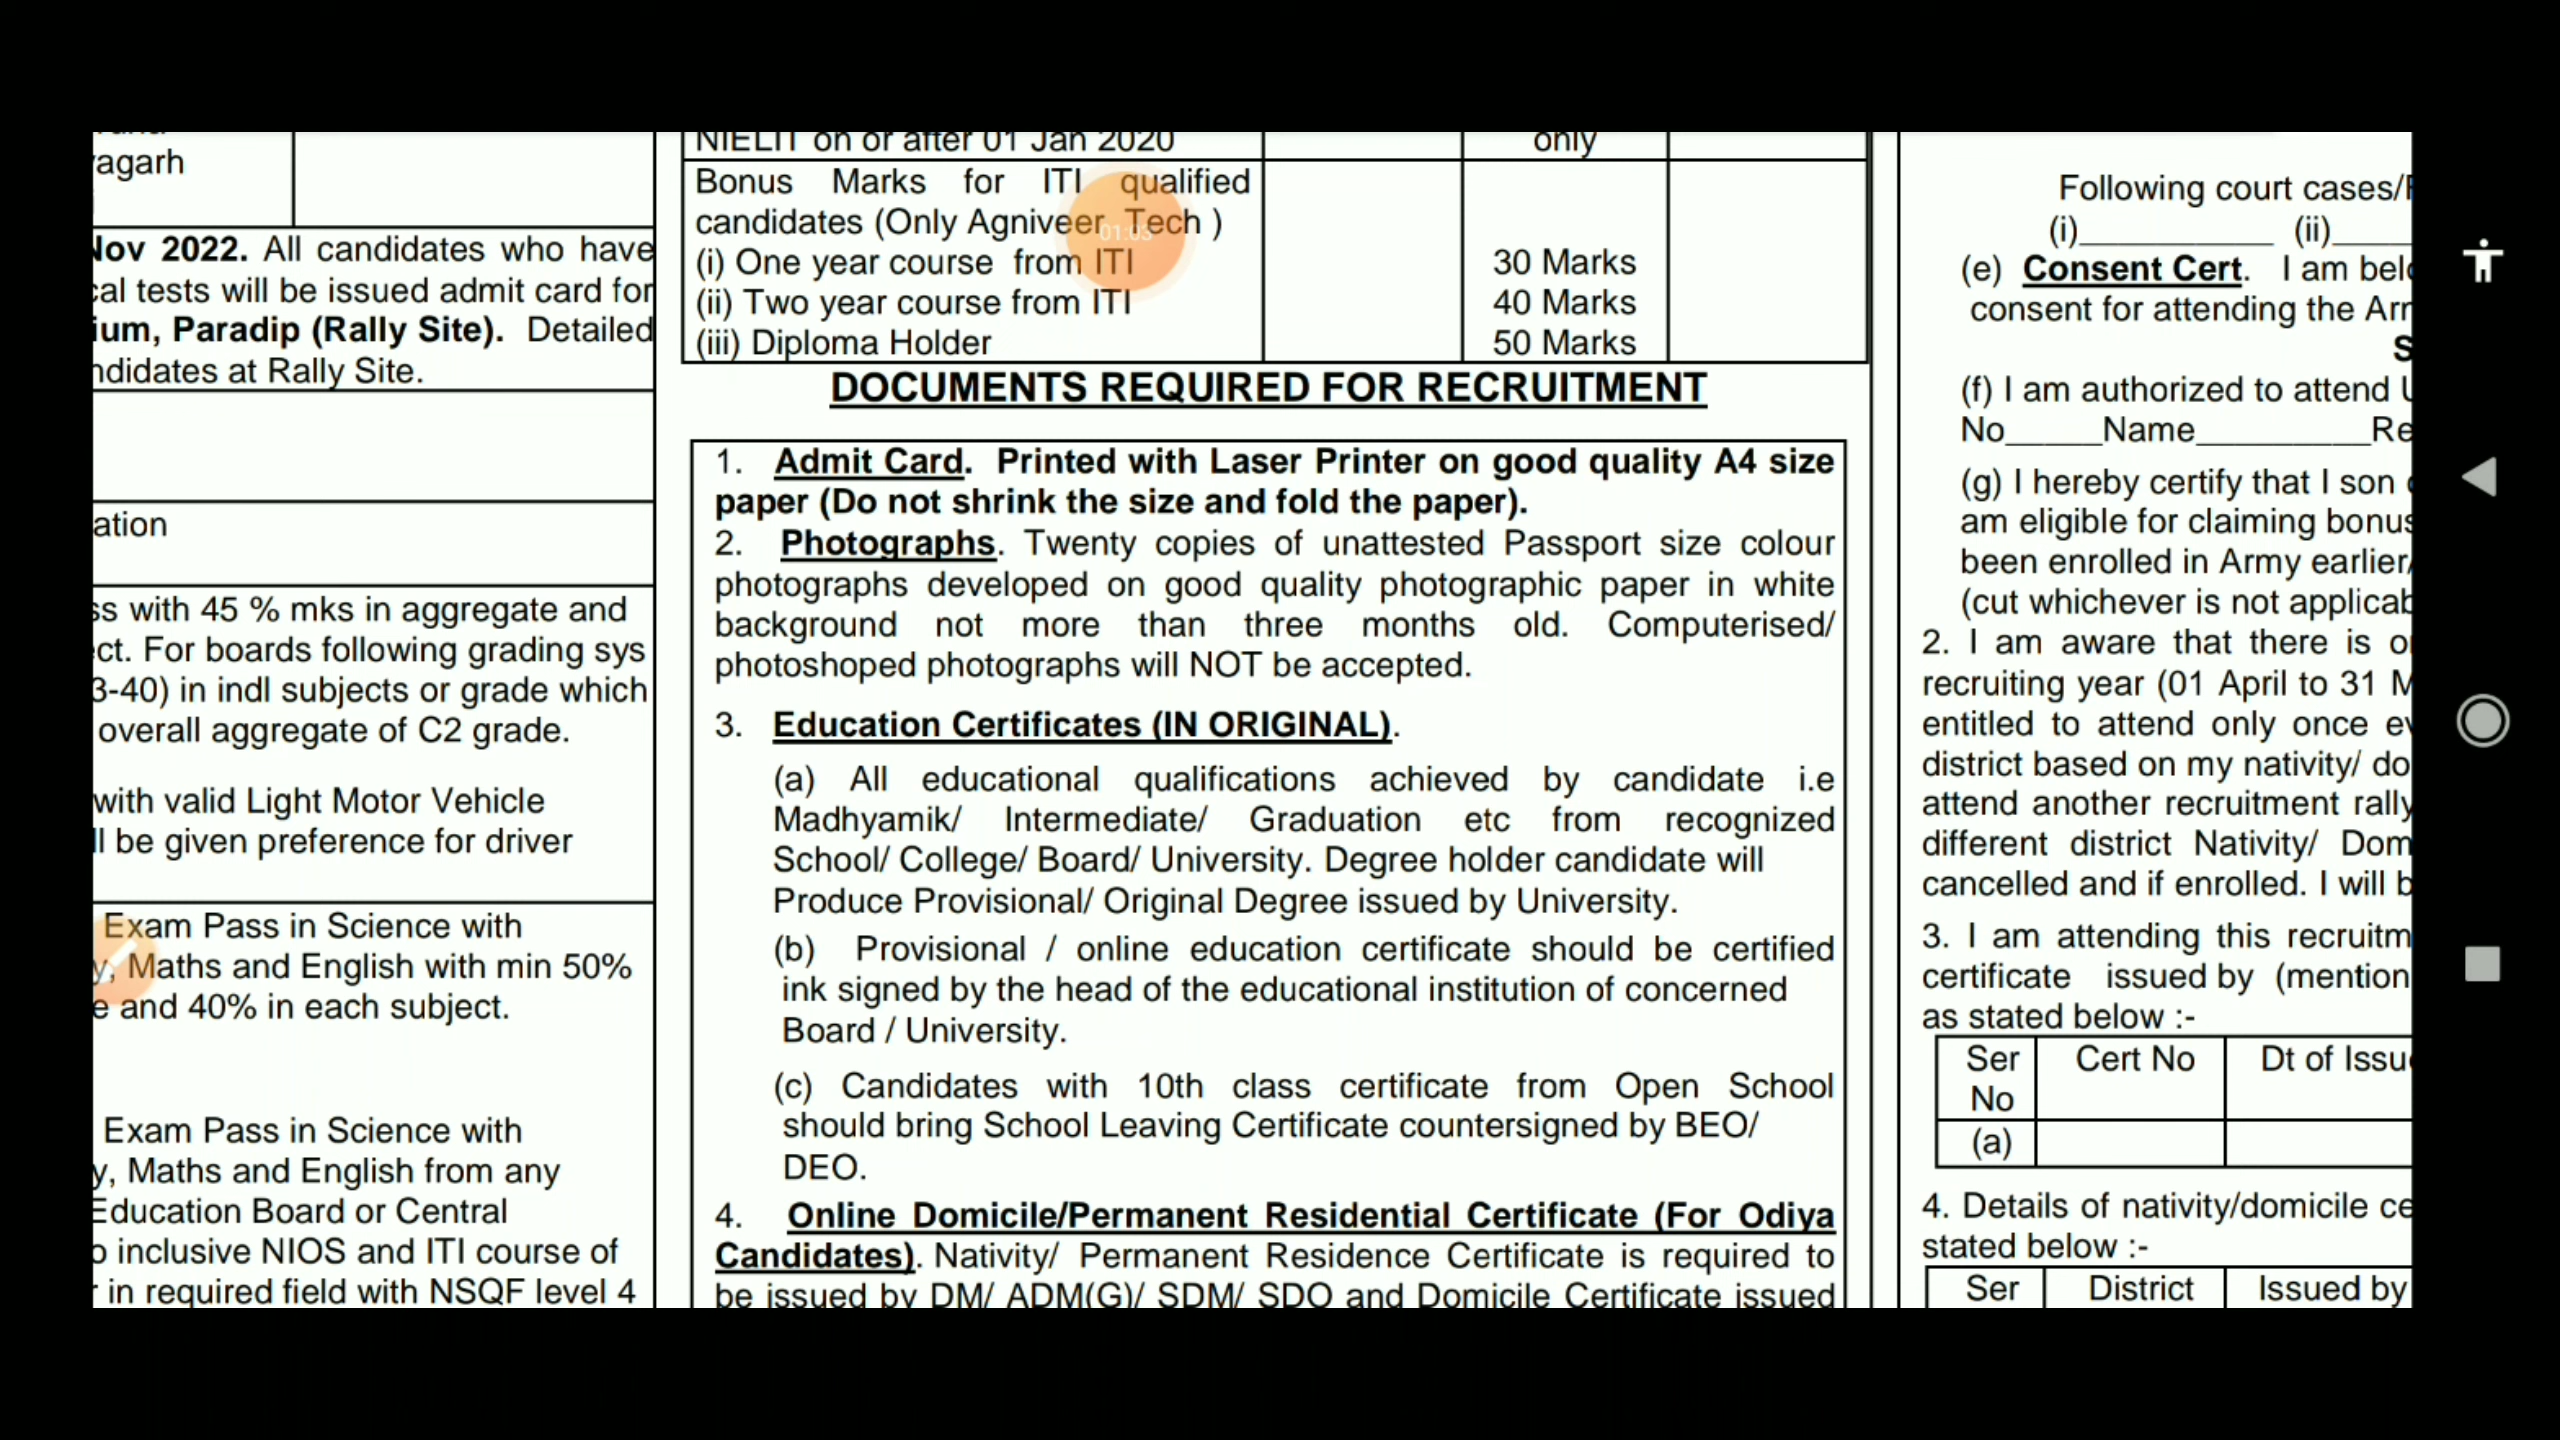 vagarh
Nov 2022. All candidates who have
cal tests will be issued admit card for
ium, Paradip (Rally Site). Detailed
ndidates at Rally Site.
ation
ss with 45 % mks in aggregate and
ect. For boards following grading sys
3-40) in indl subjects or grade which
overall aggregate of C2 grade.
with valid Light Motor Vehicle
ll be given preference for driver
Exam Pass in Science with
y, Maths and English with min 50%
e and 40% in each subject.
Exam Pass in Science with
y, Maths and English from any
Education Board or Central
o inclusive NIOS and ITI course of
r in required field with NSQF level 4
NIELIT on or after 01 Jan 2020 only
Bonus Marks for ITI qualified
candidates (Only Agniveer Tech )
(i) One year course from ITI 30 Marks
(ii) Two year course from ITI 40 Marks
(iii) Diploma Holder 50 Marks
01:03
DOCUMENTS REQUIRED FOR RECRUITMENT
1. Admit Card. Printed with Laser Printer on good quality A4 size
paper (Do not shrink the size and fold the paper).
2. Photographs. Twenty copies of unattested Passport size colour
photographs developed on good quality photographic paper in white
background not more than three months old. Computerised/
photoshoped photographs will NOT be accepted.
3. Education Certificates (IN ORIGINAL).
(a) All educational qualifications achieved by candidate i.e
Madhyamik/ Intermediate/ Graduation etc from recognized
School/ College/ Board/ University. Degree holder candidate will
Produce Provisional/ Original Degree issued by University.
(b) Provisional / online education certificate should be certified
ink signed by the head of the educational institution of concerned
Board / University.
(c) Candidates with 10th class certificate from Open School
should bring School Leaving Certificate countersigned by BEO/
DEO.
4. Online Domicile/Permanent Residential Certificate (For Odiya
Candidates). Nativity/ Permanent Residence Certificate is required to
be issued by DM/ ADM(G)/ SDM/ SDO and Domicile Certificate issued
Following court cases/
(i)__________ (ii)____
(e) Consent Cert. I am bel
consent for attending the Ar
S
(f) I am authorized to attend
No_____Name_________Re
(g) I hereby certify that I son
am eligible for claiming bonus
been enrolled in Army earlier/
(cut whichever is not applicab
2. I am aware that there is o
recruiting year (01 April to 31 M
entitled to attend only once ev
district based on my nativity/ do
attend another recruitment rally
different district Nativity/ Dom
cancelled and if enrolled. I will b
3. I am attending this recruitm
certificate issued by (mention
as stated below :-
Ser Cert No Dt of Issu
No
(a)
4. Details of nativity/domicile ce
stated below :-
Ser District Issued by